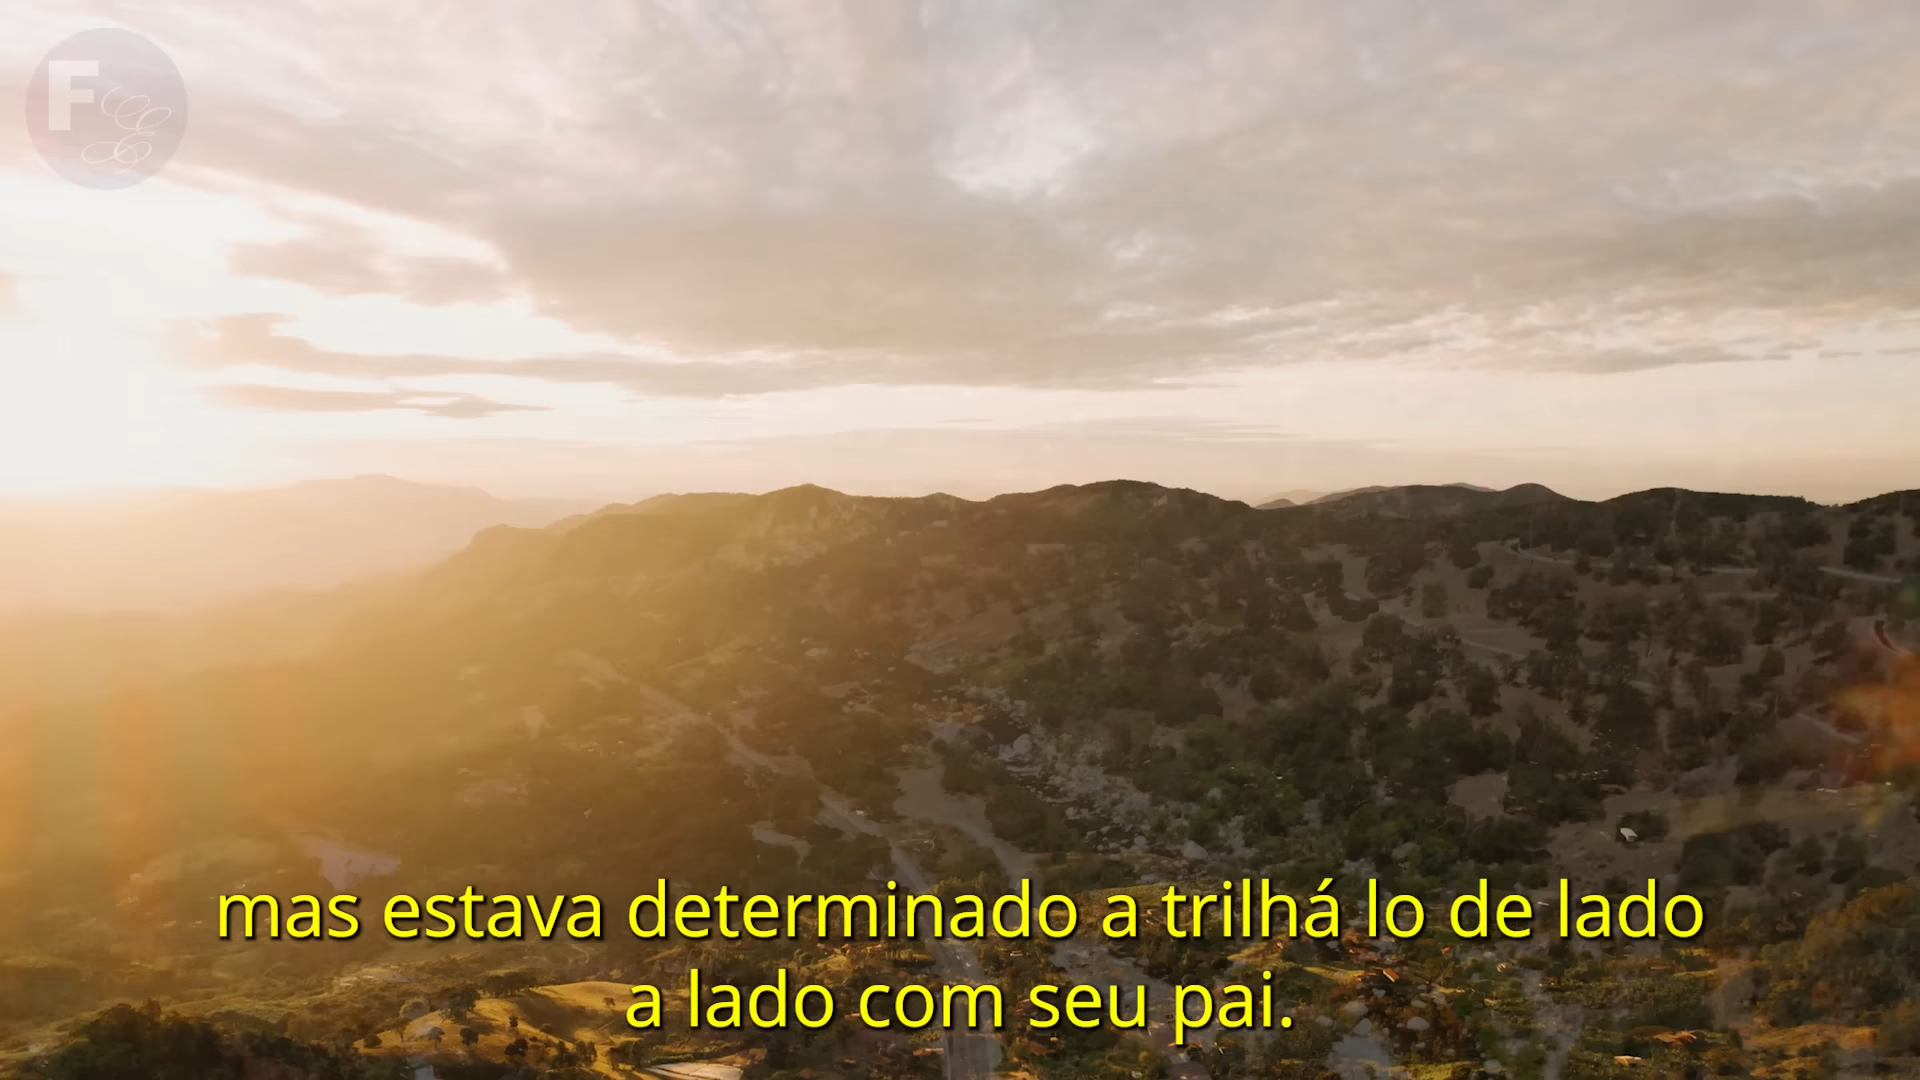 F
E
mas estava determinado a trilhá lo de lado
a lado com seu pai.